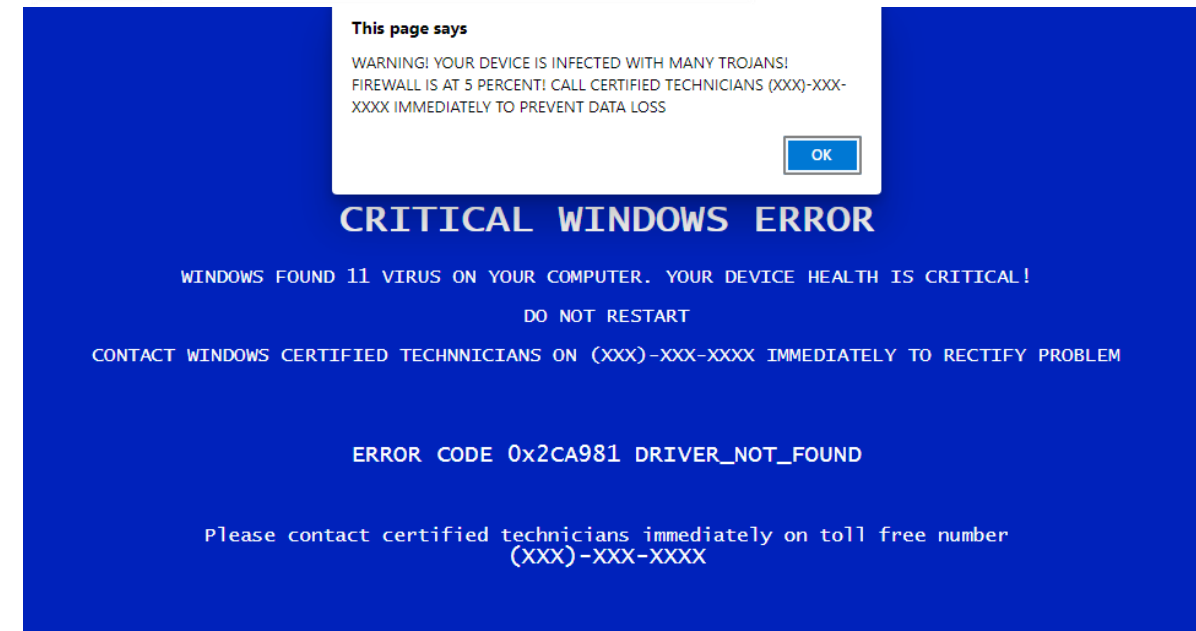 This page says
WARNING! YOUR DEVICE IS INFECTED WITH MANY TROJANS!
FIREWALL IS AT 5 PERCENT! CALL CERTIFIED TECHNICIANS (XXX)-XXX-
XXXX IMMEDIATELY TO PREVENT DATA LOSS
OK
CRITICAL WINDOWS ERROR
WINDOWS FOUND 11 VIRUS ON YOUR COMPUTER. YOUR DEVICE HEALTH IS CRITICAL!
DO NOT RESTART
CONTACT WINDOWS CERTIFIED TECHNNICIANS ON (XXX)-XXX-XXXX IMMEDIATELY TO RECTIFY PROBLEM
ERROR CODE 0x2CA981 DRIVER_NOT_FOUND
Please contact certified technicians immediately on toll free number
(XXX)-XXX-XXXX